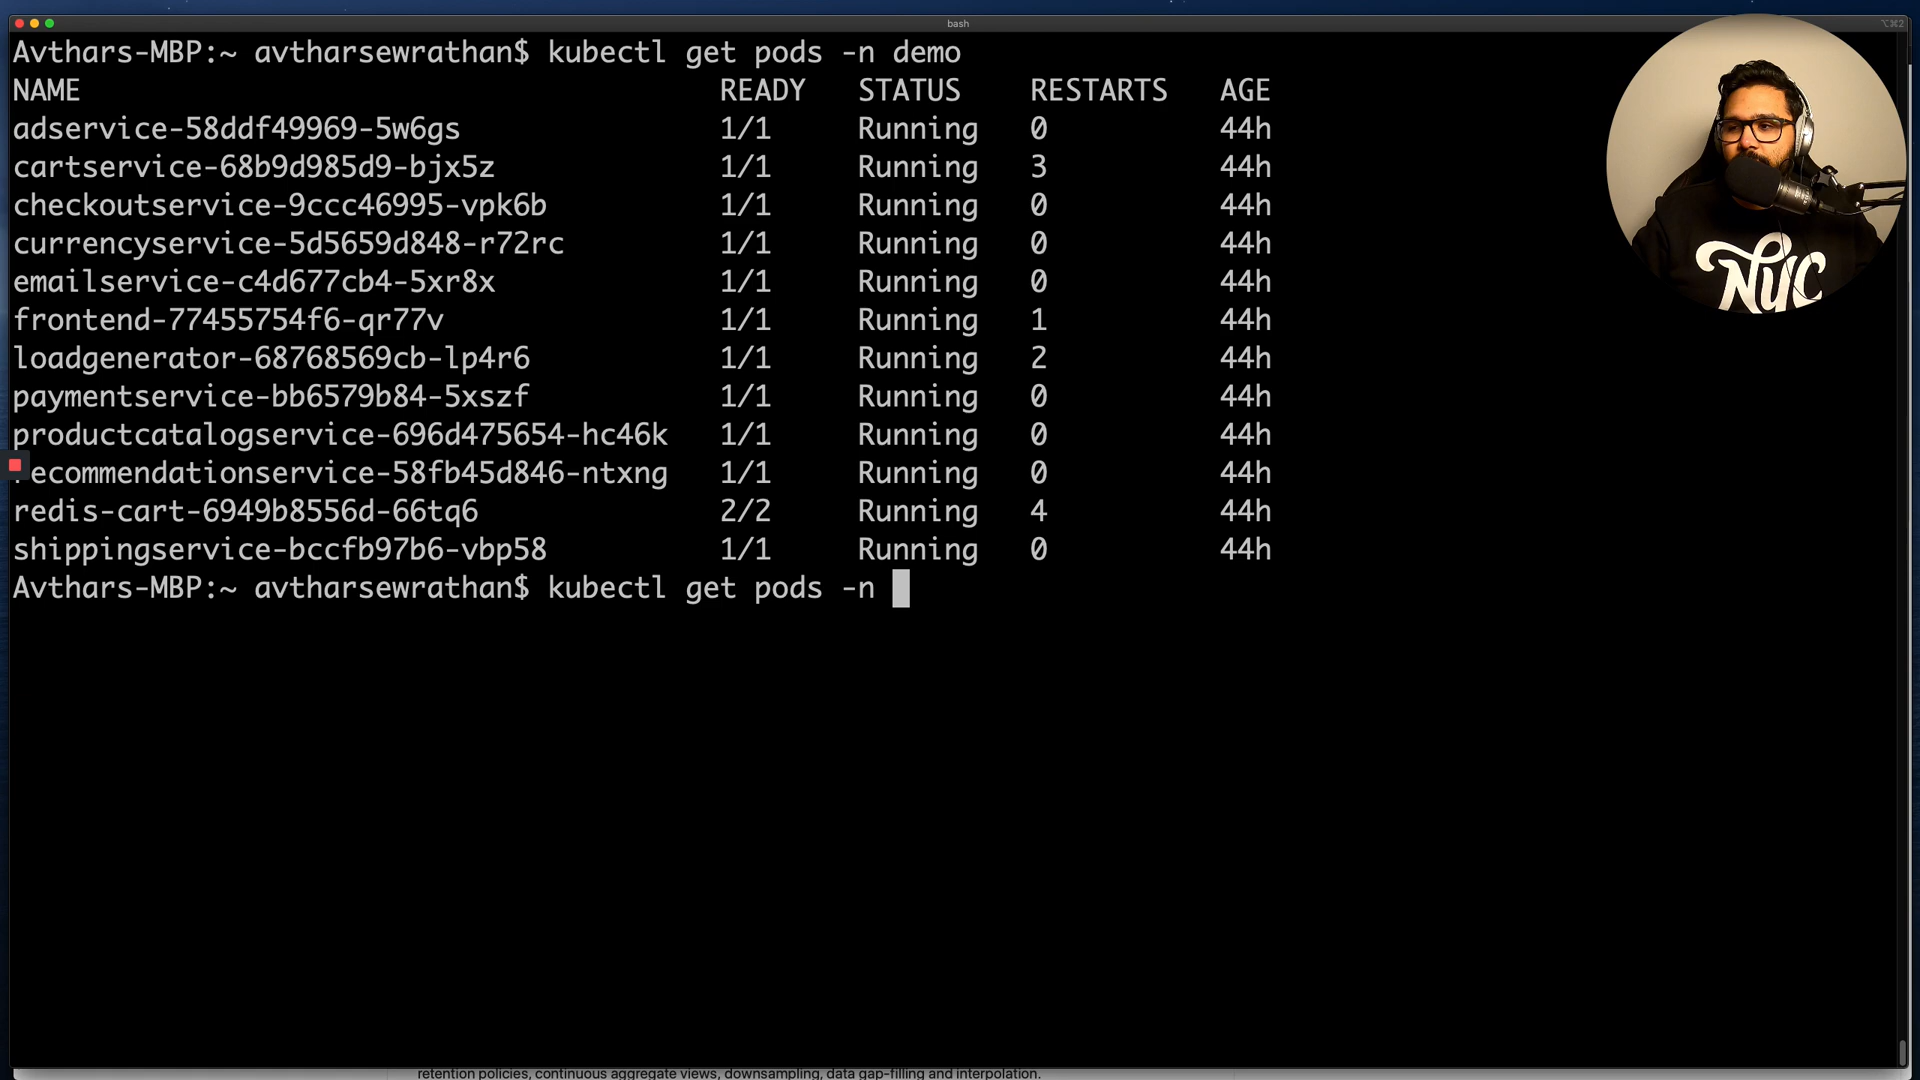 bash
⌥⌘2
Avthars-MBP:~ avtharsewrathan$ kubectl get pods -n demo
NAME READY STATUS RESTARTS AGE
adservice-58ddf49969-5w6gs 1/1 Running 0 44h
cartservice-68b9d985d9-bjx5z 1/1 Running 3 44h
checkoutservice-9ccc46995-vpk6b 1/1 Running 0 44h
currencyservice-5d5659d848-r72rc 1/1 Running 0 44h
emailservice-c4d677cb4-5xr8x 1/1 Running 0 44h
frontend-77455754f6-qr77v 1/1 Running 1 44h
loadgenerator-68768569cb-lp4r6 1/1 Running 2 44h
paymentservice-bb6579b84-5xszf 1/1 Running 0 44h
productcatalogservice-696d475654-hc46k 1/1 Running 0 44h
recommendationservice-58fb45d846-ntxng 1/1 Running 0 44h
redis-cart-6949b8556d-66tq6 2/2 Running 4 44h
shippingservice-bccfb97b6-vbp58 1/1 Running 0 44h
Avthars-MBP:~ avtharsewrathan$ kubectl get pods -n
NYC
retention policies, continuous aggregate views, downsampling, data gap-filling and interpolation.